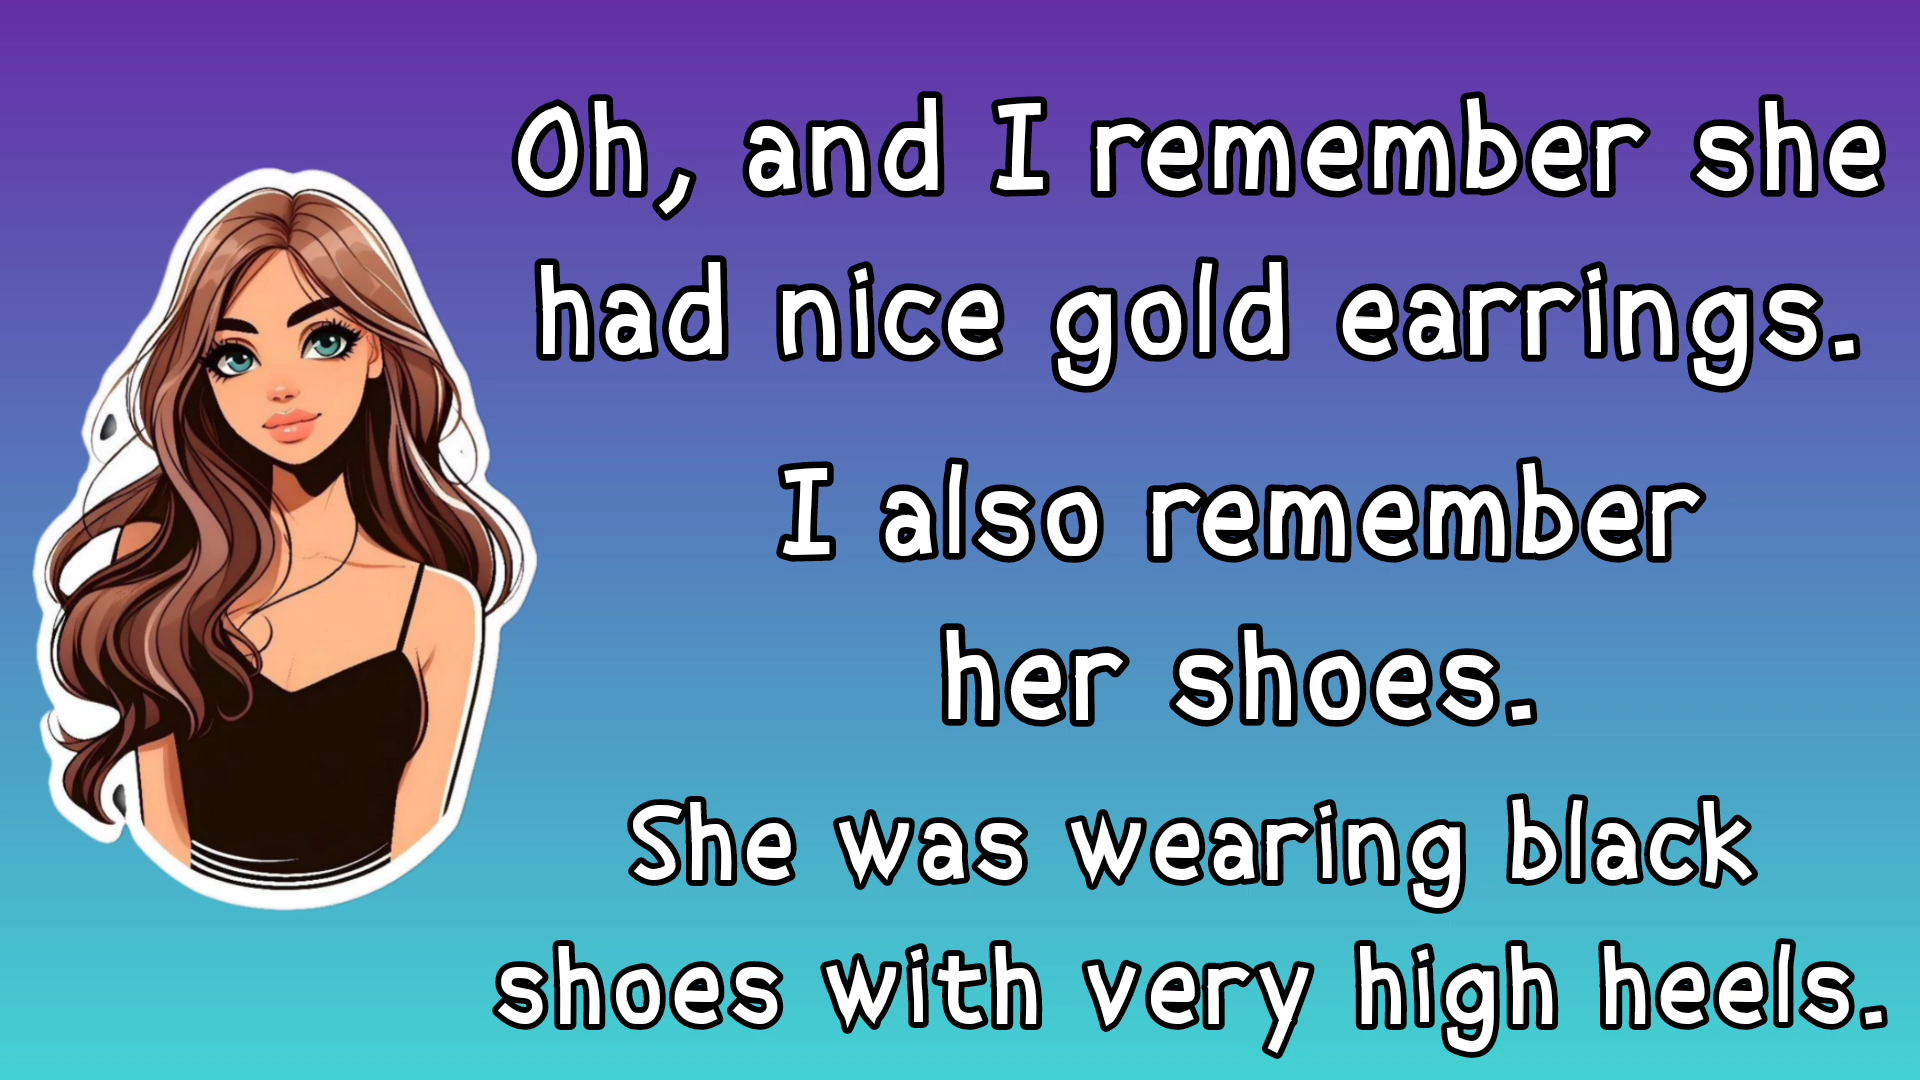 Oh, and I remember she
had nice gold earrings.
I also remember
her shoes.
She was wearing black
shoes with very high heels.